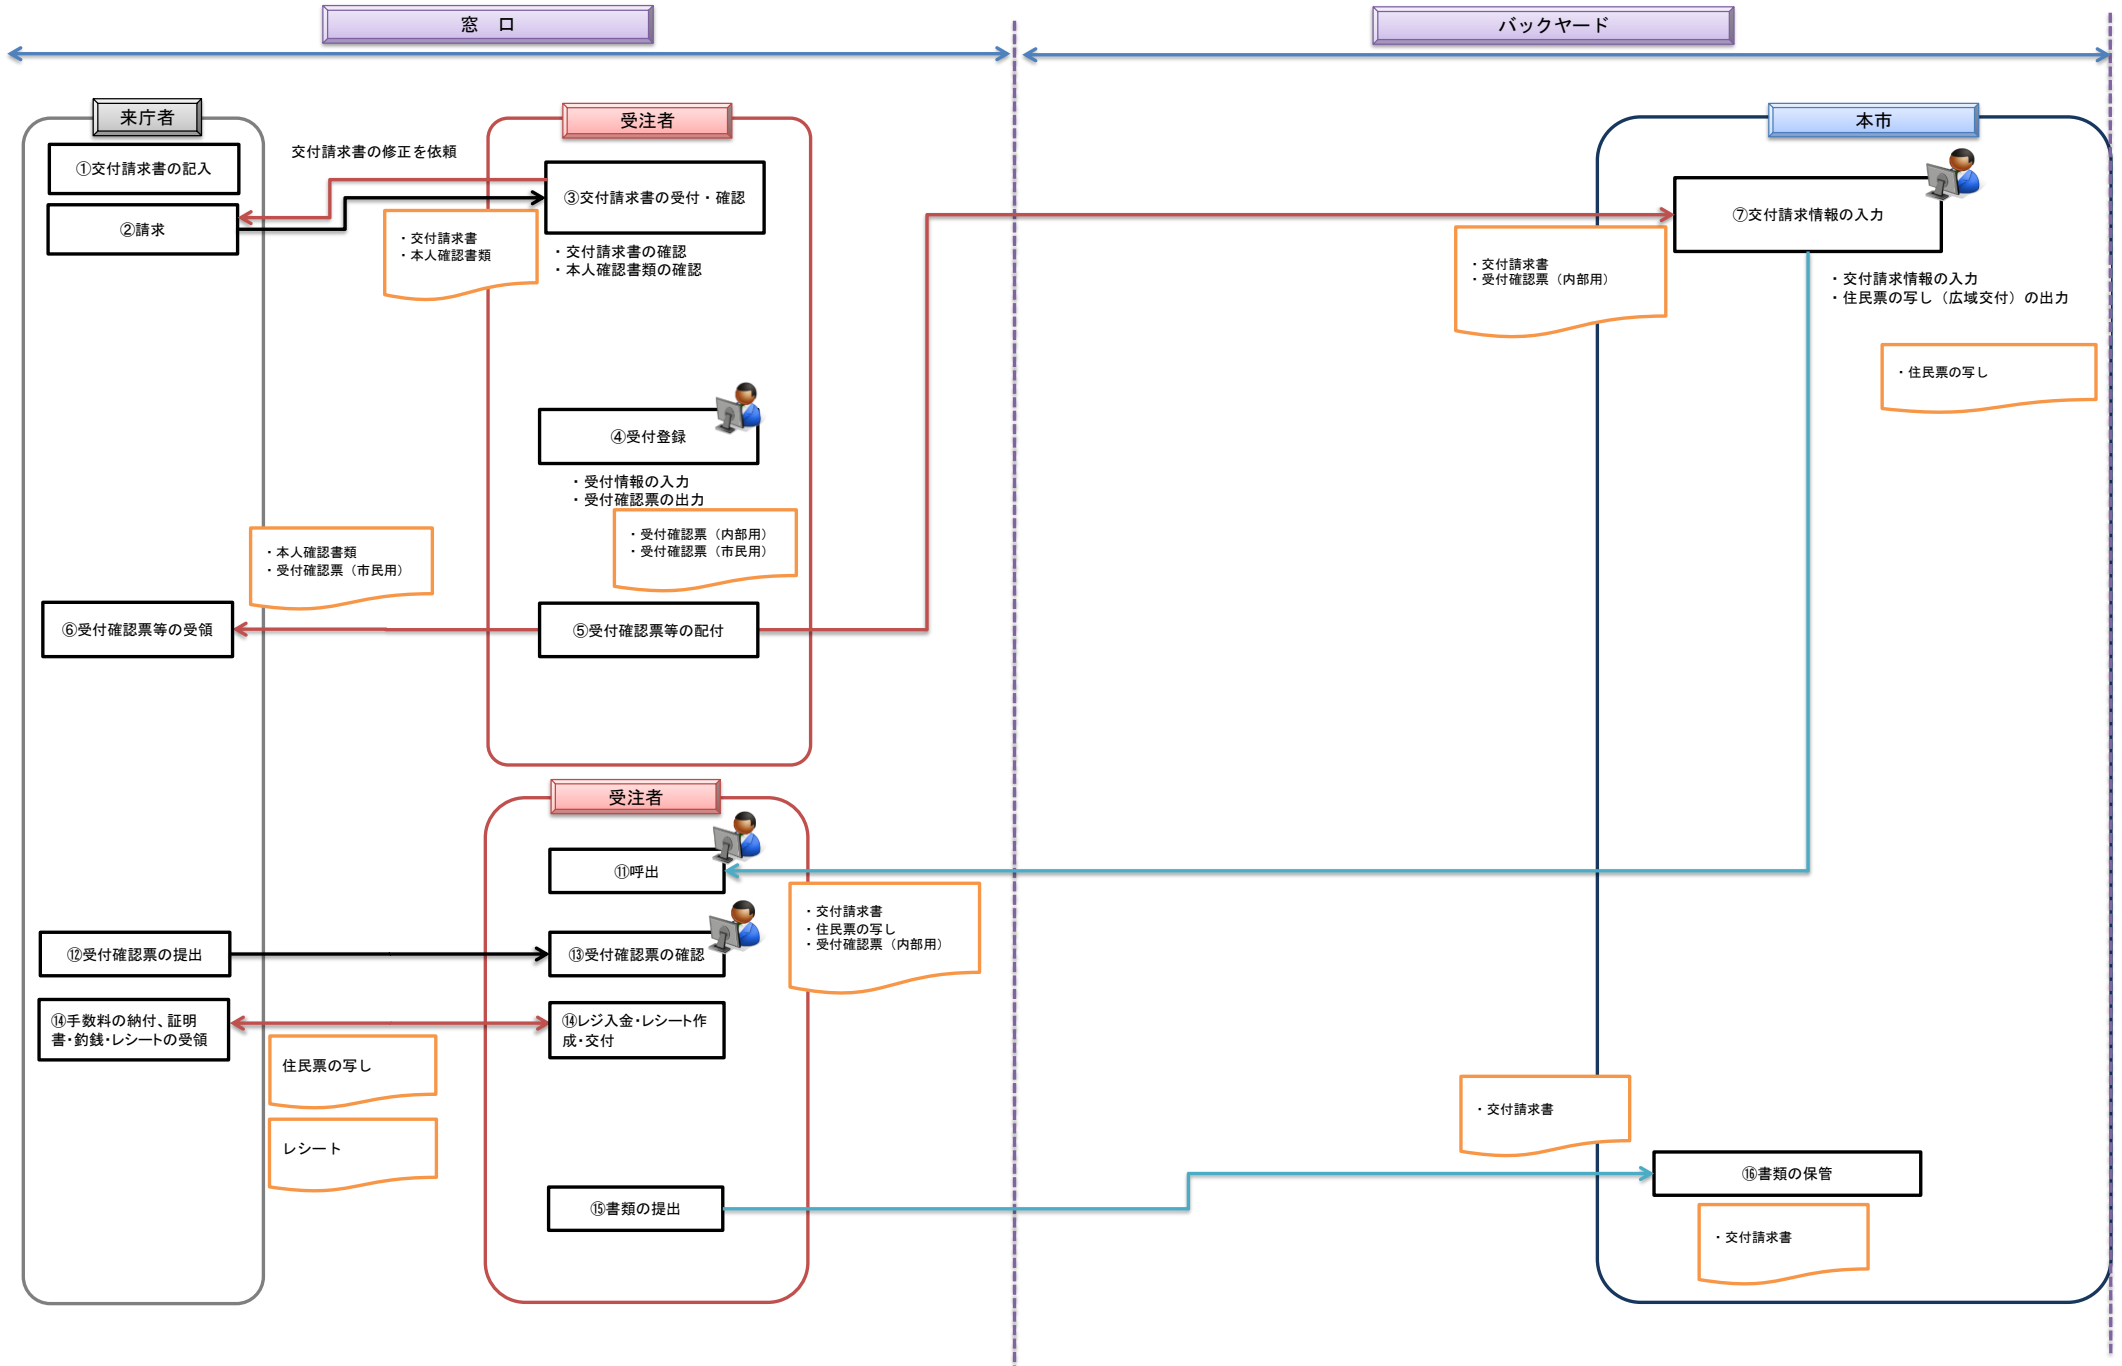 窓　口
バックヤード
来庁者
受注者
本市
①交付請求書の記入
交付請求書の修正を依頼
②請求
③交付請求書の受付・確認
・交付請求書
・本人確認書類
・交付請求書の確認
・本人確認書類の確認
⑦交付請求情報の入力
・交付請求書
・受付確認票（内部用）
・交付請求情報の入力
・住民票の写し（広域交付）の出力
・住民票の写し
④受付登録
・受付情報の入力
・受付確認票の出力
・受付確認票（内部用）
・受付確認票（市民用）
・本人確認書類
・受付確認票（市民用）
⑥受付確認票等の受領
⑤受付確認票等の配付
受注者
⑪呼出
・交付請求書
・住民票の写し
・受付確認票（内部用）
⑫受付確認票の提出
⑬受付確認票の確認
⑭手数料の納付、証明
書・釣銭・レシートの受領
⑭レジ入金・レシート作
成・交付
住民票の写し
レシート
・交付請求書
⑮書類の提出
⑯書類の保管
・交付請求書